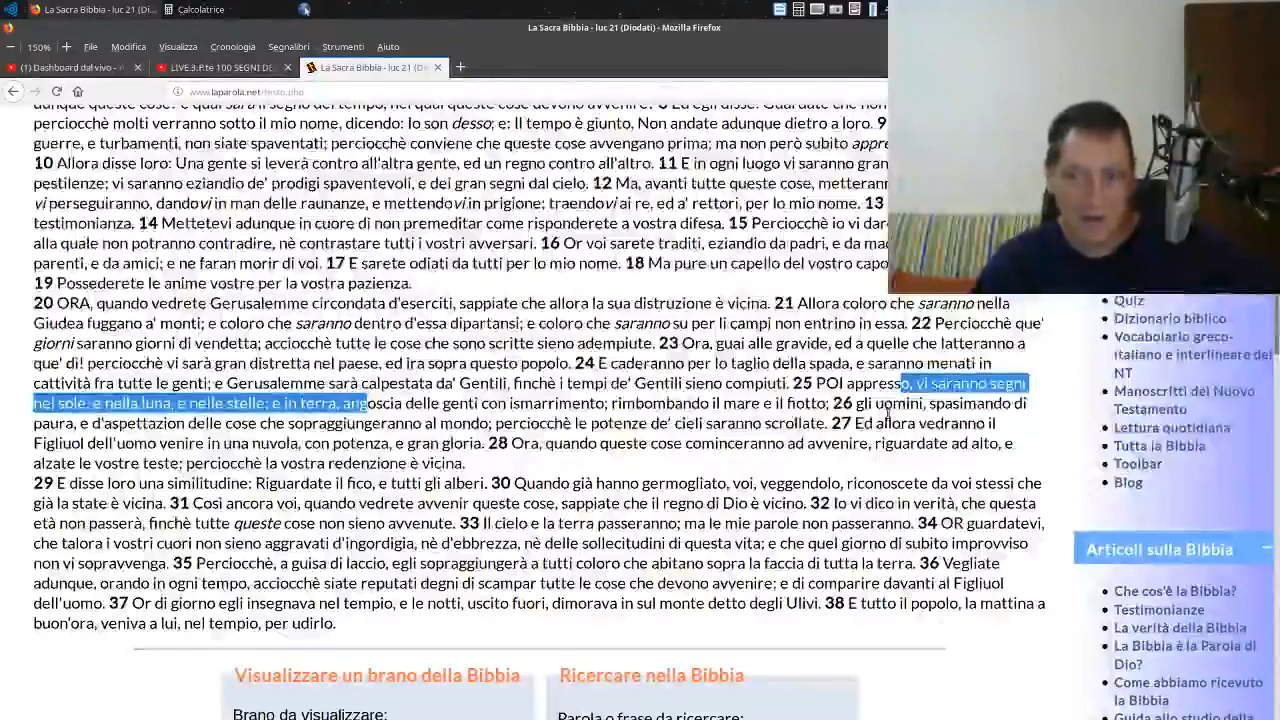 La Sacra Bibbia - luc 21 (Di...
Calcolatrice
La Sacra Bibbia - luc 21 (Diodati) - Mozilla Firefox
150%
File Modifica Visualizza Cronologia Segnalibri Strumenti Aiuto
(1) Dashboard dal vivo - Y
LIVE.3.P.te 100 SEGNI DE
La Sacra Bibbia - luc 21 (Di
www.laparola.net/testo.php
perciocchè molti verranno sotto il mio nome, dicendo: Io son desso; e: Il tempo è giunto, Non andate adunque dietro a loro. 9
guerre, e turbamenti, non siate spaventati; perciocchè conviene che queste cose avvengano prima; ma non però subito appre
10 Allora disse loro: Una gente si leverà contro all'altra gente, ed un regno contro all'altro. 11 E in ogni luogo vi saranno gran
pestilenze; vi saranno eziandio de' prodigi spaventevoli, e dei gran segni dal cielo. 12 Ma, avanti tutte queste cose, metteran
vi perseguiranno, dandovi in man delle raunanze, e mettendovi in prigione; traendovi ai re, ed a' rettori, per lo mio nome. 13
testimonianza. 14 Mettetevi adunque in cuore di non premeditar come risponderete a vostra difesa. 15 Perciocchè io vi dar
alla quale non potranno contradire, nè contrastare tutti i vostri avversari. 16 Or voi sarete traditi, eziandio da padri, e da ma
parenti, e da amici; e ne faran morir di voi. 17 E sarete odiati da tutti per lo mio nome. 18 Ma pure un capello del vostro capo
19 Possederete le anime vostre per la vostra pazienza.
20 ORA, quando vedrete Gerusalemme circondata d'eserciti, sappiate che allora la sua distruzione è vicina. 21 Allora coloro che saranno nella
Giudea fuggano a' monti; e coloro che saranno dentro d'essa dipartansi; e coloro che saranno su per li campi non entrino in essa. 22 Perciocchè que'
giorni saranno giorni di vendetta; acciocchè tutte le cose che sono scritte sieno adempiute. 23 Ora, guai alle gravide, ed a quelle che latteranno a
que' dì! perciocchè vi sarà gran distretta nel paese, ed ira sopra questo popolo. 24 E caderanno per lo taglio della spada, e saranno menati in
cattività fra tutte le genti; e Gerusalemme sarà calpestata da' Gentili, finchè i tempi de' Gentili sieno compiuti. 25 POI appresso, vi saranno segni
nel sole, e nella luna, e nelle stelle; e in terra, angoscia delle genti con ismarrimento; rimbombando il mare e il fiotto; 26 gli uomini, spasimando di
paura, e d'aspettazion delle cose che sopraggiungeranno al mondo; perciocchè le potenze de' cieli saranno scrollate. 27 Ed allora vedranno il
Figliuol dell'uomo venire in una nuvola, con potenza, e gran gloria. 28 Ora, quando queste cose cominceranno ad avvenire, riguardate ad alto, e
alzate le vostre teste; perciocchè la vostra redenzione è vicina.
29 E disse loro una similitudine: Riguardate il fico, e tutti gli alberi. 30 Quando già hanno germogliato, voi, veggendolo, riconoscete da voi stessi che
già la state è vicina. 31 Così ancora voi, quando vedrete avvenir queste cose, sappiate che il regno di Dio è vicino. 32 Io vi dico in verità, che questa
età non passerà, finchè tutte queste cose non sieno avvenute. 33 Il cielo e la terra passeranno; ma le mie parole non passeranno. 34 OR guardatevi,
che talora i vostri cuori non sieno aggravati d'ingordigia, nè d'ebbrezza, nè delle sollecitudini di questa vita; e che quel giorno di subito improvviso
non vi sopravvenga. 35 Perciocchè, a guisa di laccio, egli sopraggiungerà a tutti coloro che abitano sopra la faccia di tutta la terra. 36 Vegliate
adunque, orando in ogni tempo, acciocchè siate reputati degni di scampar tutte le cose che devono avvenire; e di comparire davanti al Figliuol
dell'uomo. 37 Or di giorno egli insegnava nel tempio, e le notti, uscito fuori, dimorava in sul monte detto degli Ulivi. 38 E tutto il popolo, la mattina a
buon'ora, veniva a lui, nel tempio, per udirlo.
Visualizzare un brano della Bibbia
Brano da visualizzare:
Ricercare nella Bibbia
Parola o frase da ricercare:
Quiz
Dizionario biblico
Vocabolario greco-
italiano e interlineare del
NT
Manoscritti del Nuovo
Testamento
Lettura quotidiana
Tutta la Bibbia
Toolbar
Blog
Articoli sulla Bibbia
Che cos'è la Bibbia?
Testimonianze
La verità della Bibbia
La Bibbia è la Parola di
Dio?
Come abbiamo ricevuto
la Bibbia
Guida allo studio della